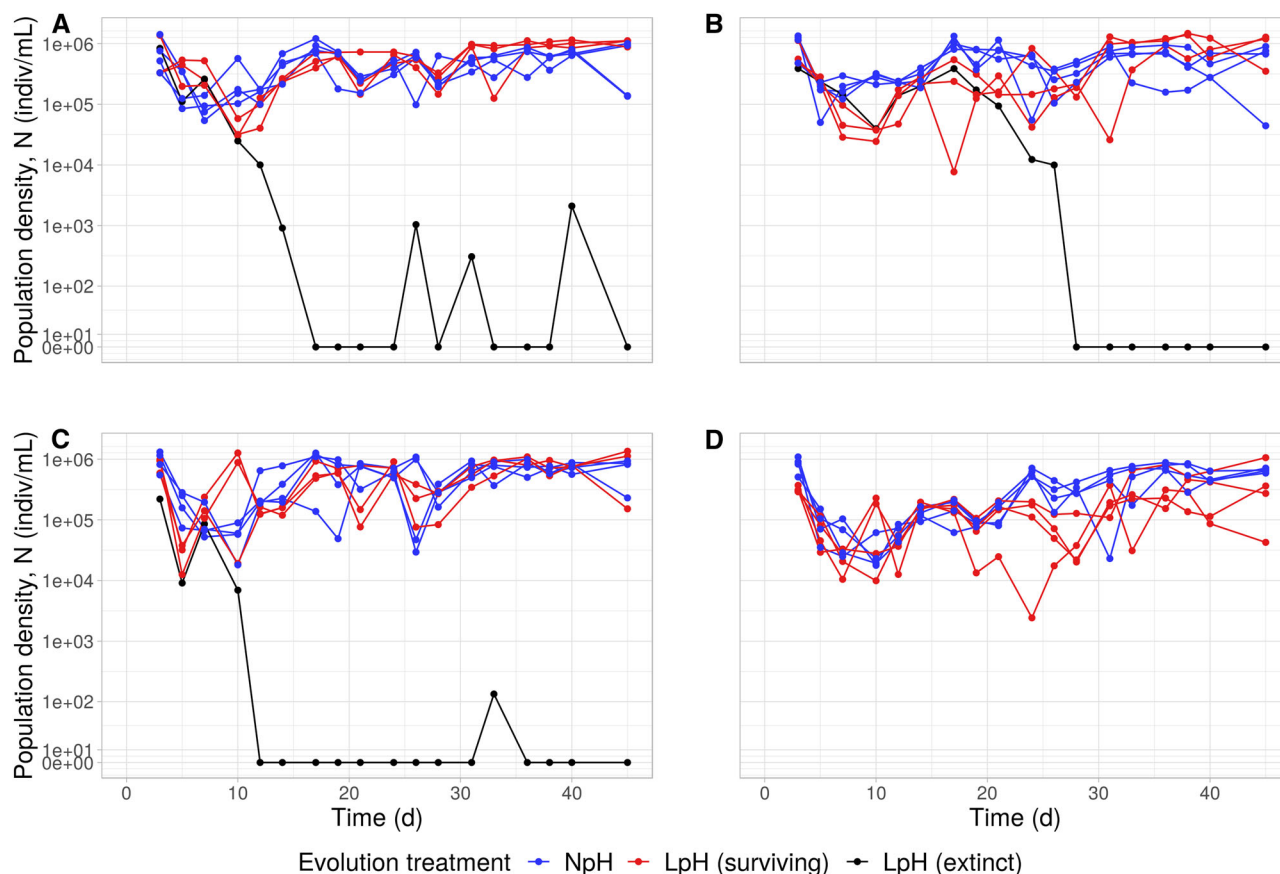 A
B
Population density, N (indiv/mL)
1e+06
1e+05
1e+04
1e+03
1e+02
1e+01
0e+00
C
D
Population density, N (indiv/mL)
1e+06
1e+05
1e+04
1e+03
1e+02
1e+01
0e+00
0 10 20 30 40
0 10 20 30 40
Time (d)
Time (d)
Evolution treatment NpH LpH (surviving) LpH (extinct)